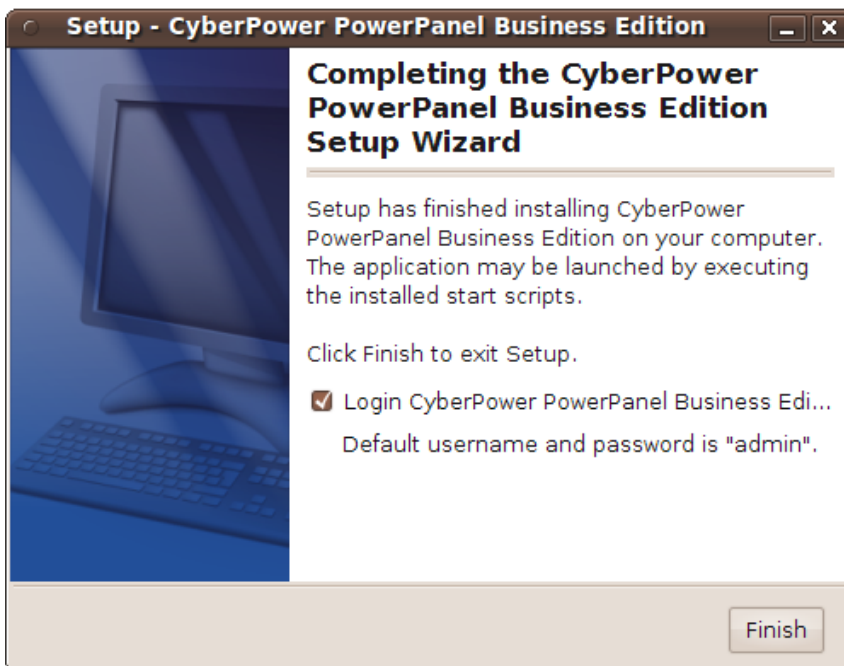 Setup - CyberPower PowerPanel Business Edition
Completing the CyberPower
PowerPanel Business Edition
Setup Wizard
Setup has finished installing CyberPower
PowerPanel Business Edition on your computer.
The application may be launched by executing
the installed start scripts.
Click Finish to exit Setup.
Login CyberPower PowerPanel Business Edi...
Default username and password is "admin".
Finish